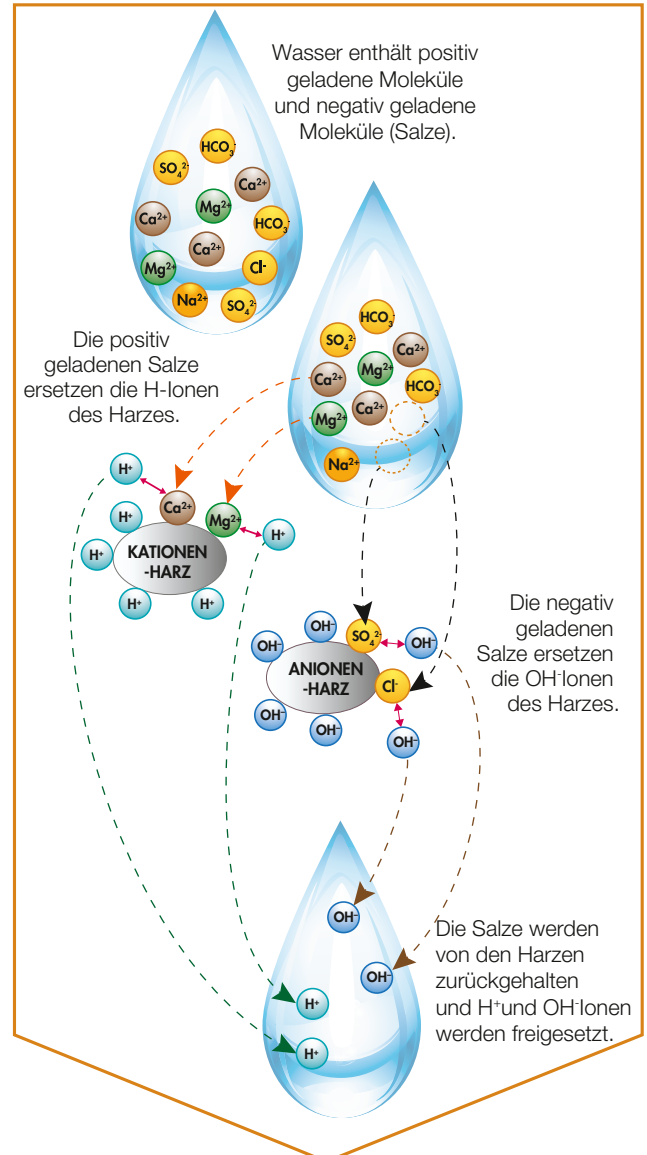 Wasser enthält positiv
geladene Moleküle
und negativ geladene
Moleküle (Salze).
HCO₃⁻
SO₄²⁻
Ca²⁺
Mg²⁺
Ca²⁺
HCO₃⁻
Ca²⁺
Mg²⁺
Cl⁻
Na²⁺
SO₄²⁻
Die positiv
geladenen Salze
ersetzen die H-Ionen
des Harzes.
HCO₃⁻
SO₄²⁻
Ca²⁺
Mg²⁺
Ca²⁺
HCO₃⁻
Ca²⁺
Mg²⁺
Na²⁺
H⁺
Ca²⁺
Mg²⁺
H⁺
H⁺
H⁺
H⁺
H⁺
KATIONEN
-HARZ
Die negativ
geladenen
Salze ersetzen
die OH⁻Ionen
des Harzes.
OH⁻
SO₄²⁻
OH⁻
OH⁻
ANIONEN
-HARZ
Cl⁻
OH⁻
OH⁻
OH⁻
OH⁻
OH⁻
H⁺
H⁺
Die Salze werden
von den Harzen
zurückgehalten
und H⁺und OH⁻Ionen
werden freigesetzt.